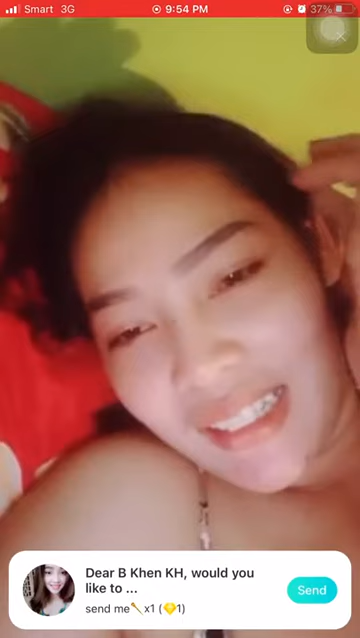 Smart 3G 9:54 PM 37%
Dear B Khen KH, would you
like to ...
send me x1 (1)
Send